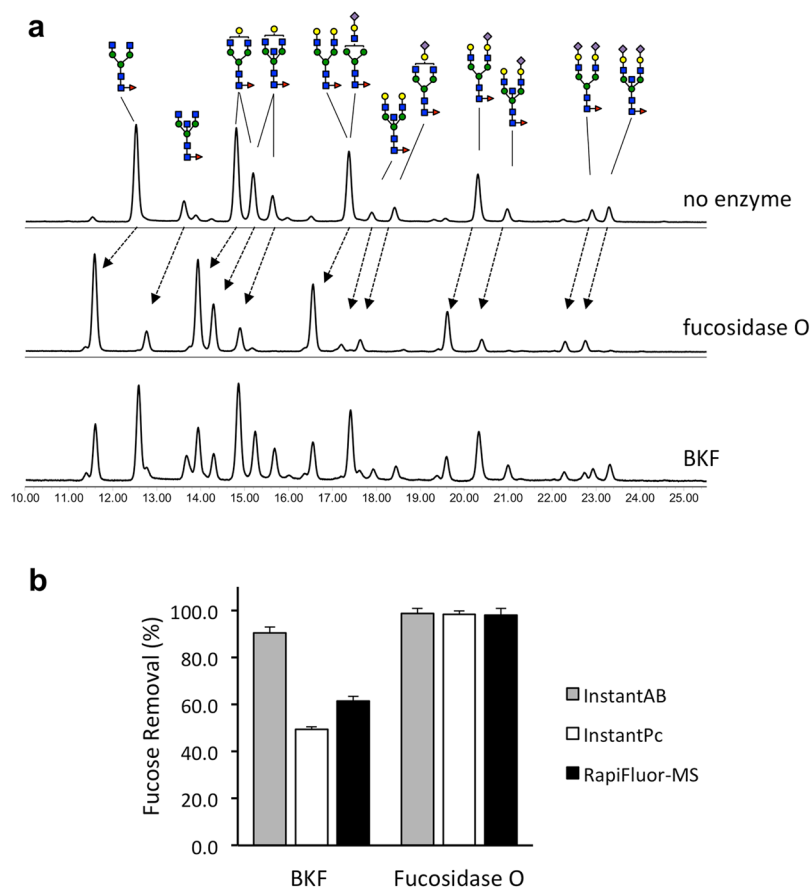 a
no enzyme
fucosidase O
BKF
10.00 11.00 12.00 13.00 14.00 15.00 16.00 17.00 18.00 19.00 20.00 21.00 22.00 23.00 24.00 25.00
b
Fucose Removal (%)
100.0
80.0
60.0
40.0
20.0
0.0
BKF Fucosidase O
InstantAB
InstantPc
RapiFluor-MS